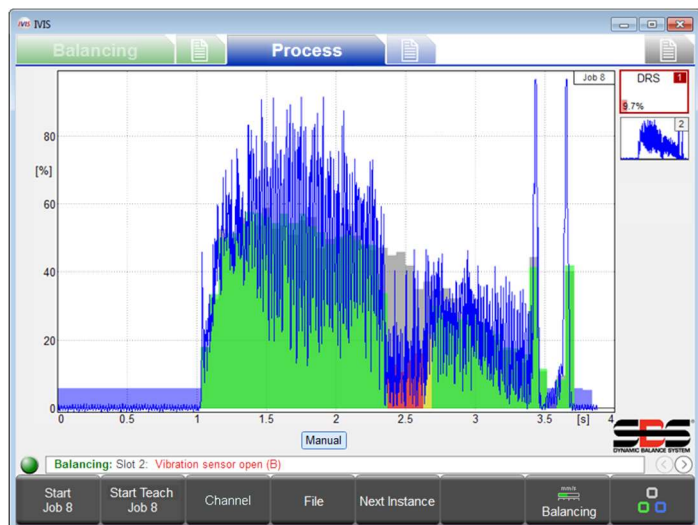 IVIS
Balancing
Process
Job 8
DRS 1
9.7%
2
[%]
80
60
40
20
0
0 0.5 1 1.5 2 2.5 3 3.5 [s] 4
Manual
SBS
DYNAMIC BALANCE SYSTEM
Balancing: Slot 2: Vibration sensor open (B)
Start Job 8
Start Teach Job 8
Channel
File
Next Instance
mm/s
Balancing